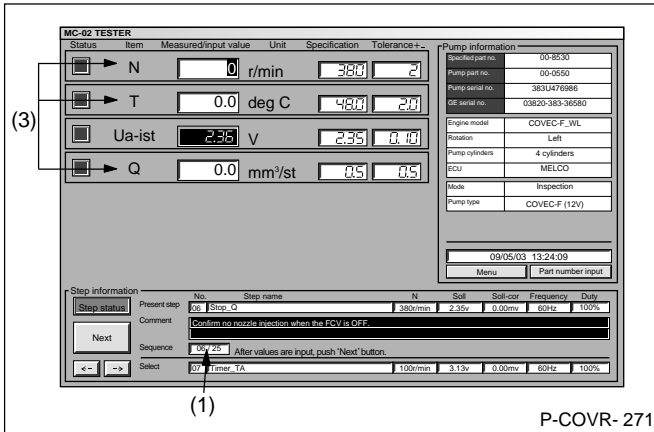 MC-02 TESTER
Status Item Measured/input value Unit Specification Tolerance+-
N 0 r/min 380 2
T 0.0 deg C 48.0 2.0
Ua-ist 2.36 V 2.35 0.10
Q 0.0 mm³/st 0.5 0.5
(3)
Pump information
Specified part no. 00-8530
Pump part no. 00-0550
Pump serial no. 383U476986
GE serial no. 03820-383-36580
Engine model COVEC-F_WL
Rotation Left
Pump cylinders 4 cylinders
ECU MELCO
Mode Inspection
Pump type COVEC-F (12V)
09/05/03 13:24:09
Menu Part number input
Step information
No. Step name N Soll Soll-cor Frequency Duty
Step status Present step 06 Stop_Q 380r/min 2.35v 0.00mv 60Hz 100%
Comment Confirm no nozzle injection when the FCV is OFF.
Next
Sequence 06 / 25 After values are input, push 'Next' button.
<- -> Select 07 Timer_TA 100r/min 3.13v 0.00mv 60Hz 100%
(1)
P-COVR- 271